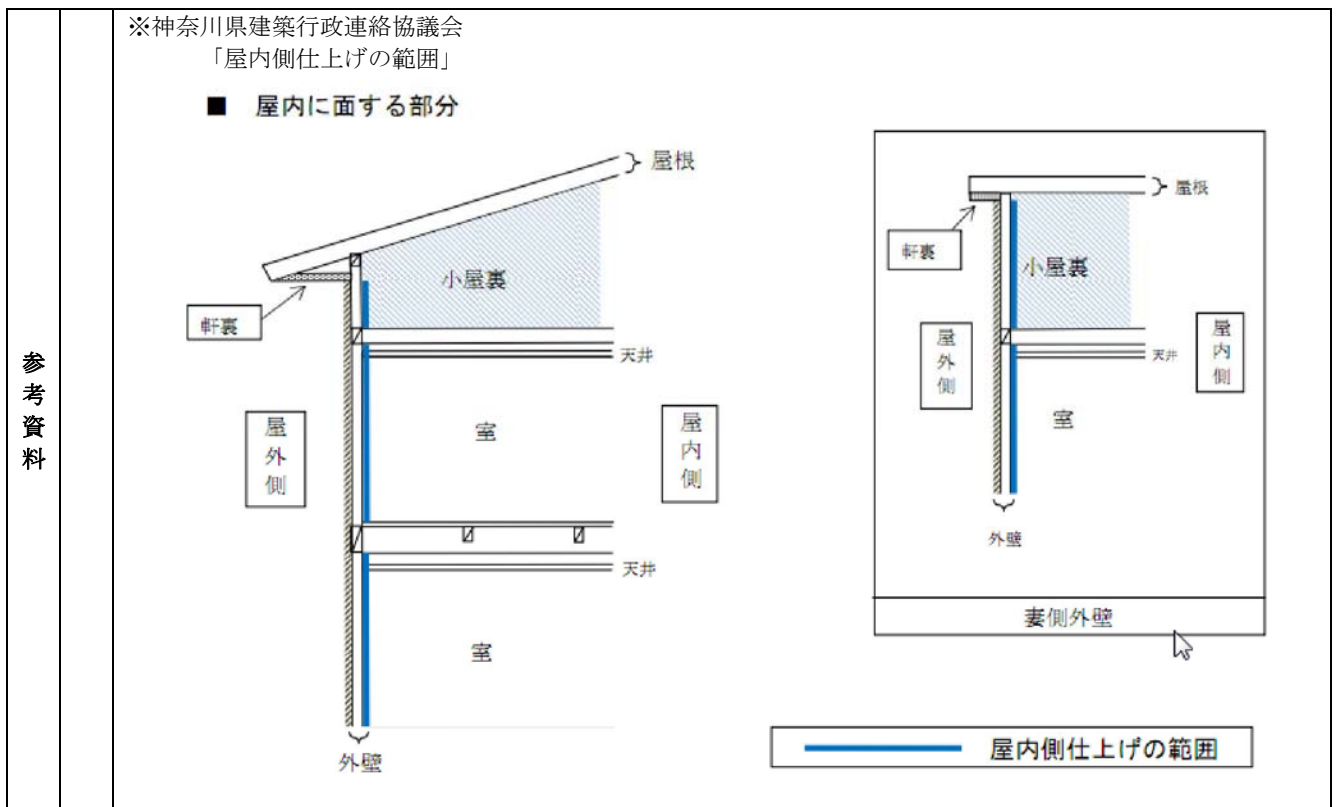 ※神奈川県建築行政連絡協議会
「屋内側仕上げの範囲」
■ 屋内に面する部分
参考資料
屋根
小屋裏
軒裏
天井
屋外側
室
屋内側
天井
室
外壁
屋根
軒裏
小屋裏
屋外側
屋内側
天井
室
外壁
妻側外壁
屋内側仕上げの範囲